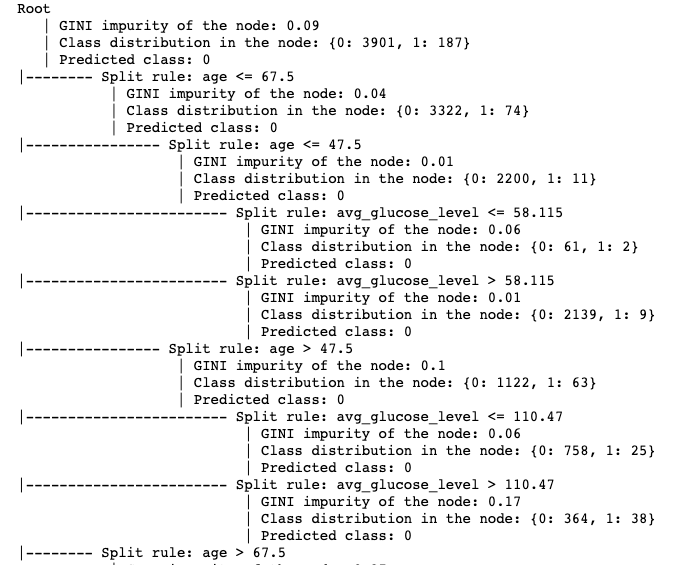 Root
| GINI impurity of the node: 0.09
| Class distribution in the node: {0: 3901, 1: 187}
| Predicted class: 0
|-------- Split rule: age <= 67.5
| GINI impurity of the node: 0.04
| Class distribution in the node: {0: 3322, 1: 74}
| Predicted class: 0
|---------------- Split rule: age <= 47.5
| GINI impurity of the node: 0.01
| Class distribution in the node: {0: 2200, 1: 11}
| Predicted class: 0
|------------------------ Split rule: avg_glucose_level <= 58.115
| GINI impurity of the node: 0.06
| Class distribution in the node: {0: 61, 1: 2}
| Predicted class: 0
|------------------------ Split rule: avg_glucose_level > 58.115
| GINI impurity of the node: 0.01
| Class distribution in the node: {0: 2139, 1: 9}
| Predicted class: 0
|---------------- Split rule: age > 47.5
| GINI impurity of the node: 0.1
| Class distribution in the node: {0: 1122, 1: 63}
| Predicted class: 0
|------------------------ Split rule: avg_glucose_level <= 110.47
| GINI impurity of the node: 0.06
| Class distribution in the node: {0: 758, 1: 25}
| Predicted class: 0
|------------------------ Split rule: avg_glucose_level > 110.47
| GINI impurity of the node: 0.17
| Class distribution in the node: {0: 364, 1: 38}
| Predicted class: 0
|-------- Split rule: age > 67.5